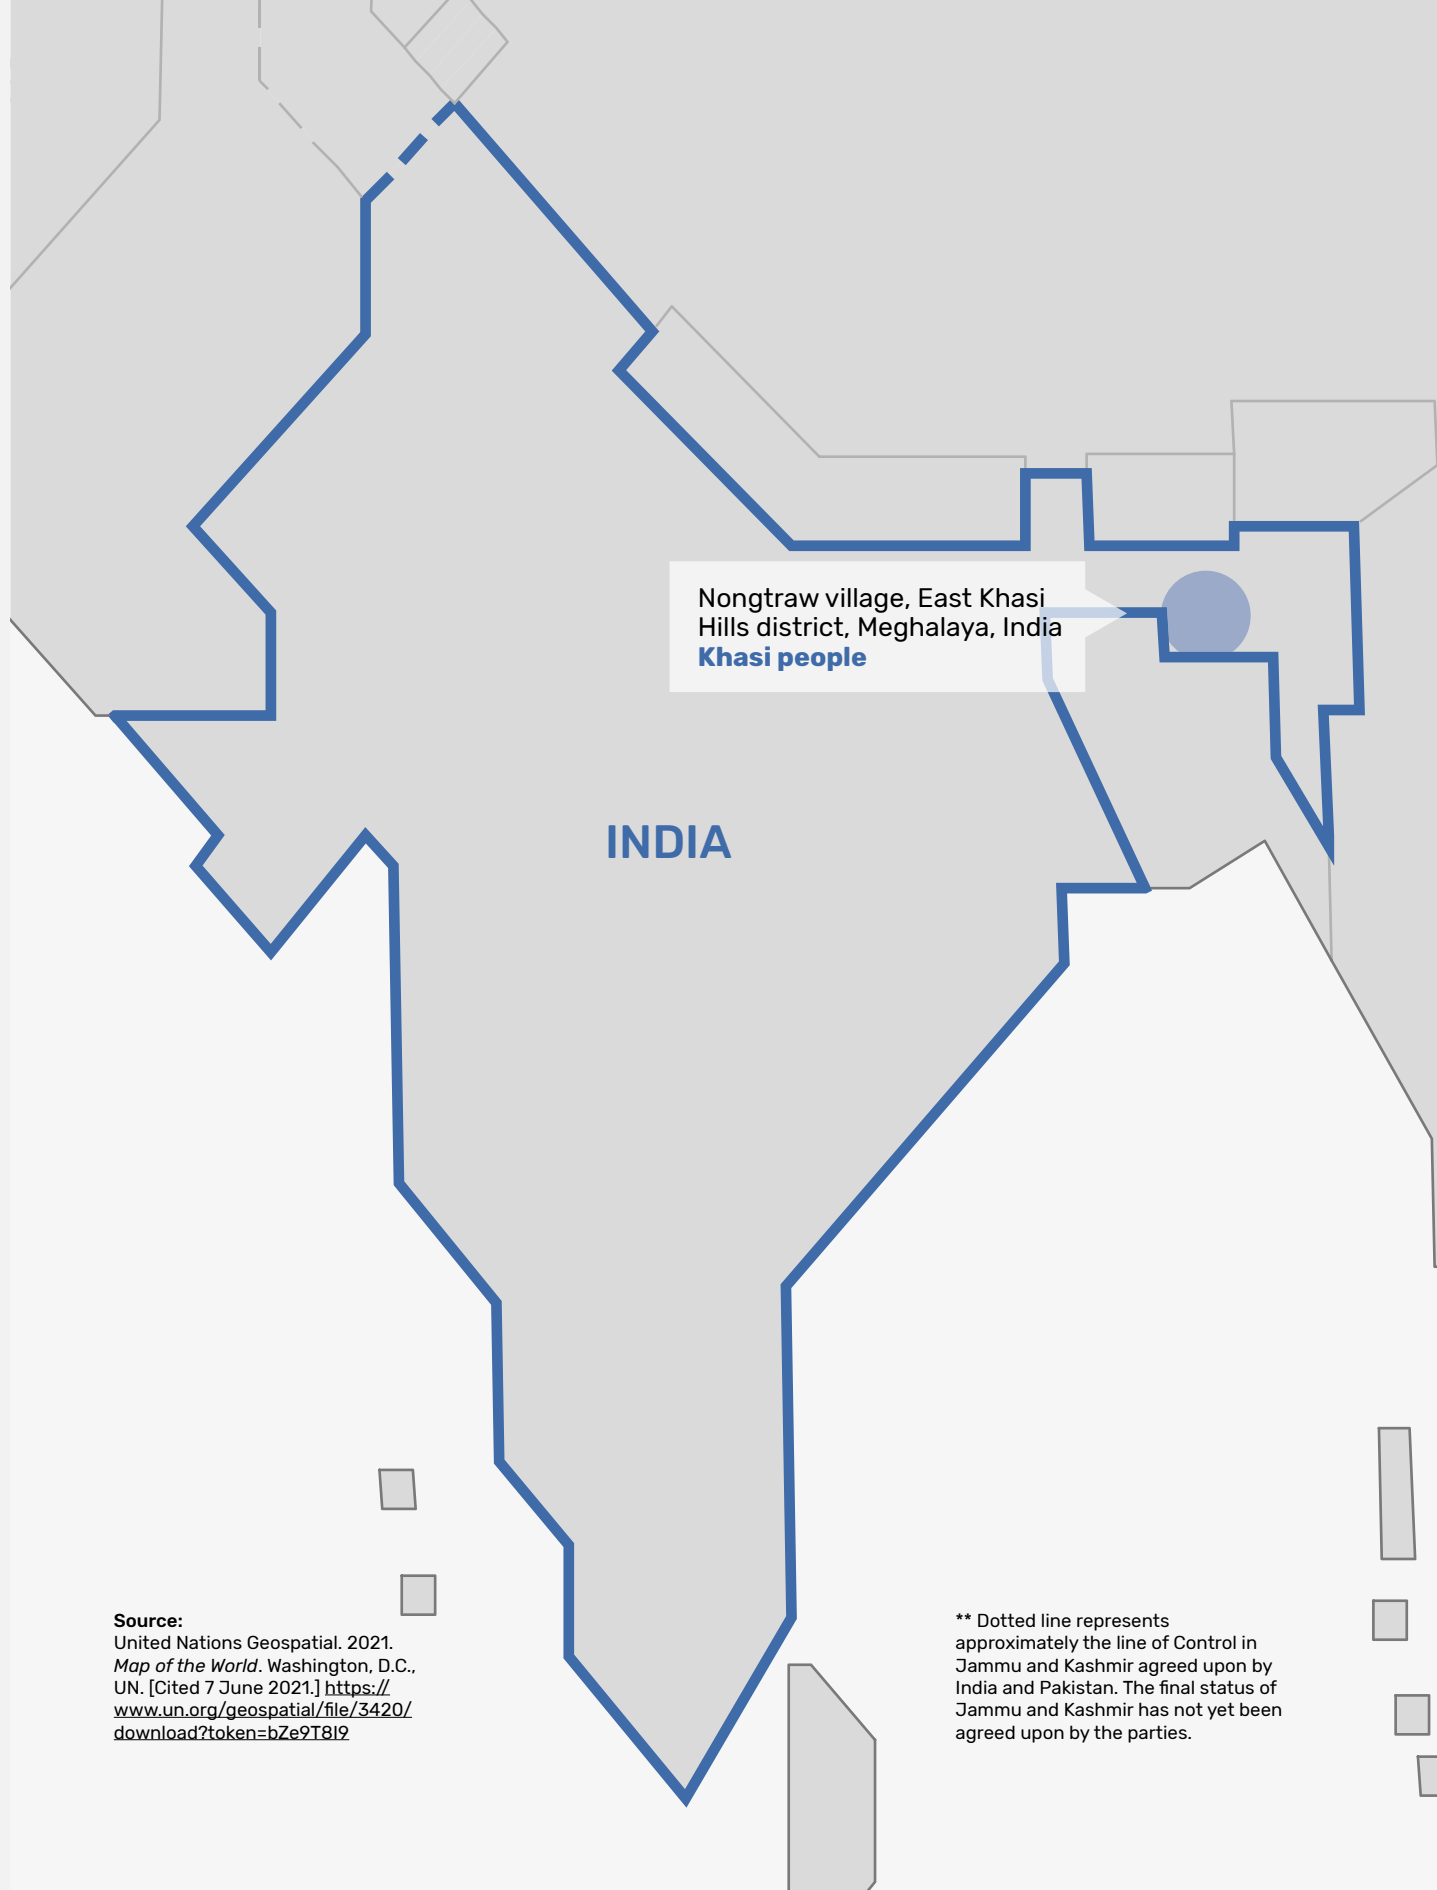 Nongtraw village, East Khasi
Hills district, Meghalaya, India
Khasi people
INDIA
Source:
United Nations Geospatial. 2021.
Map of the World. Washington, D.C.,
UN. [Cited 7 June 2021.] https://
www.un.org/geospatial/file/3420/
download?token=bZe9T8I9
** Dotted line represents
approximately the line of Control in
Jammu and Kashmir agreed upon by
India and Pakistan. The final status of
Jammu and Kashmir has not yet been
agreed upon by the parties.